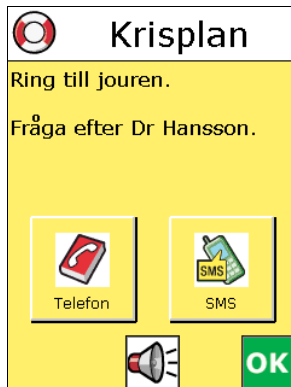 Krisplan
Ring till jouren.
Fråga efter Dr Hansson.
SMS
Telefon
SMS
OK